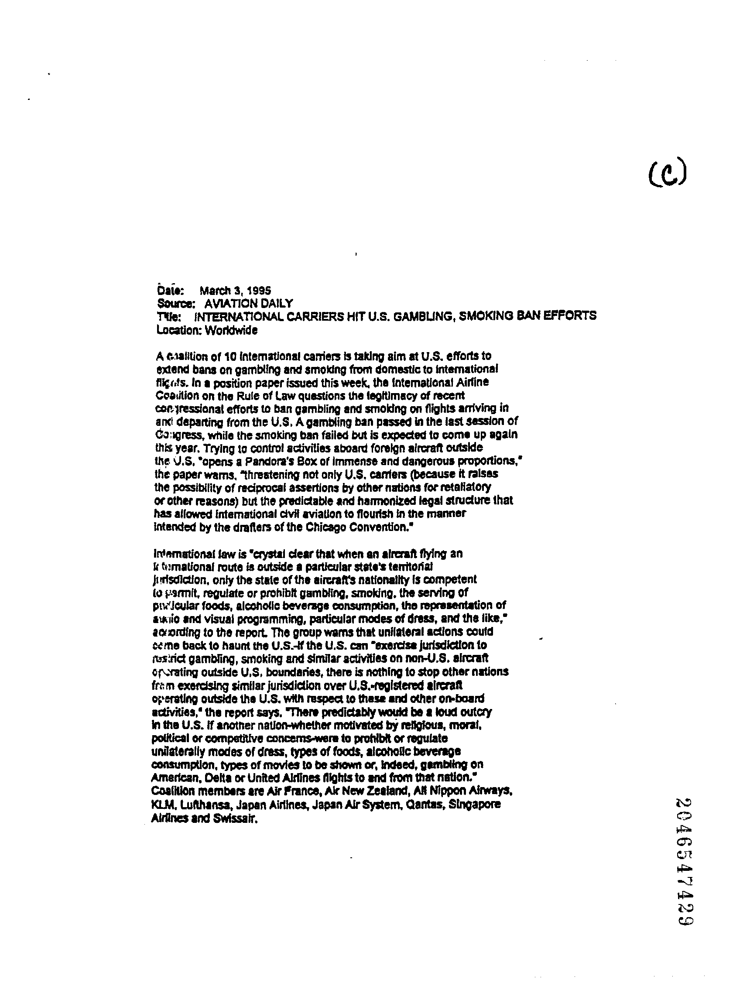 (C)
Date: March 3, 1995
Source: AVIATION DAILY
Title: INTERNATIONAL CARRIERS HIT U.S. GAMBLING, SMOKING BAN EFFORTS
Location: Worldwide
A coalition of 10 international carriers is taking aim at U.S. efforts to
extend bans on gambling and smoking from domestic to international
flights. In a position paper issued this week, the International Airline
Coalition on the Rule of Law questions the legitimacy of recent
congressional efforts to ban gambling and smoking on flights arriving in
and departing from the U.S. A gambling ban passed in the last session of
Congress, while the smoking ban failed but is expected to come up again
this year. Trying to control activities aboard foreign aircraft outside
the U.S. "opens a Pandora's Box of immense and dangerous proportions,"
the paper warns, "threatening not only U.S. carriers (because it raises
the possibility of reciprocal assertions by other nations for retaliatory
or other reasons) but the predictable and harmonized legal structure that
has allowed international civil aviation to flourish in the manner
intended by the drafters of the Chicago Convention."
International law is "crystal clear that when an aircraft flying an
international route is outside a particular state's territorial
jurisdiction, only the state of the aircraft's nationality is competent
to permit, regulate or prohibit gambling, smoking, the serving of
particular foods, alcoholic beverage consumption, the representation of
audio and visual programming, particular modes of dress, and the like,"
according to the report. The group warns that unilateral actions could
come back to haunt the U.S.-If the U.S. can "exercise jurisdiction to
restrict gambling, smoking and similar activities on non-U.S. aircraft
operating outside U.S. boundaries, there is nothing to stop other nations
from exercising similar jurisdiction over U.S.-registered aircraft
operating outside the U.S. with respect to these and other on-board
activities," the report says. "There predictably would be a loud outcry
in the U.S. if another nation-whether motivated by religious, moral,
political or competitive concerns-were to prohibit or regulate
unilaterally modes of dress, types of foods, alcoholic beverage
consumption, types of movies to be shown or, indeed, gambling on
American, Delta or United Airlines flights to and from that nation."
Coalition members are Air France, Air New Zealand, All Nippon Airways,
KLM, Lufthansa, Japan Airlines, Japan Air System, Qantas, Singapore
Airlines and Swissair.
2046547429